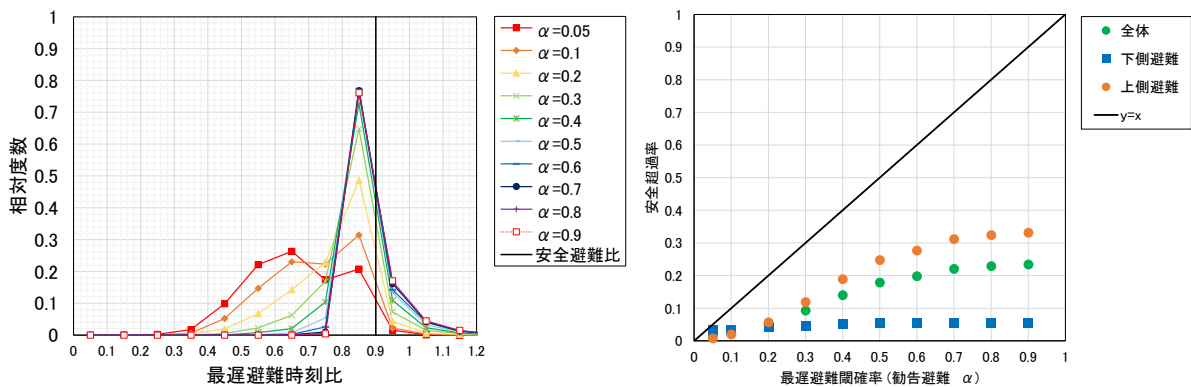 1
0.9
0.8
0.7
0.6
0.5
0.4
0.3
0.2
0.1
0
相対度数
0 0.1 0.2 0.3 0.4 0.5 0.6 0.7 0.8 0.9 1 1.1 1.2
最遅避難時刻比
α=0.05
α=0.1
α=0.2
α=0.3
α=0.4
α=0.5
α=0.6
α=0.7
α=0.8
α=0.9
安全避難比
1
0.9
0.8
0.7
0.6
0.5
0.4
0.3
0.2
0.1
0
安全超過率
0 0.1 0.2 0.3 0.4 0.5 0.6 0.7 0.8 0.9 1
最遅避難閾確率(勧告避難 α)
全体
下側避難
上側避難
y=x